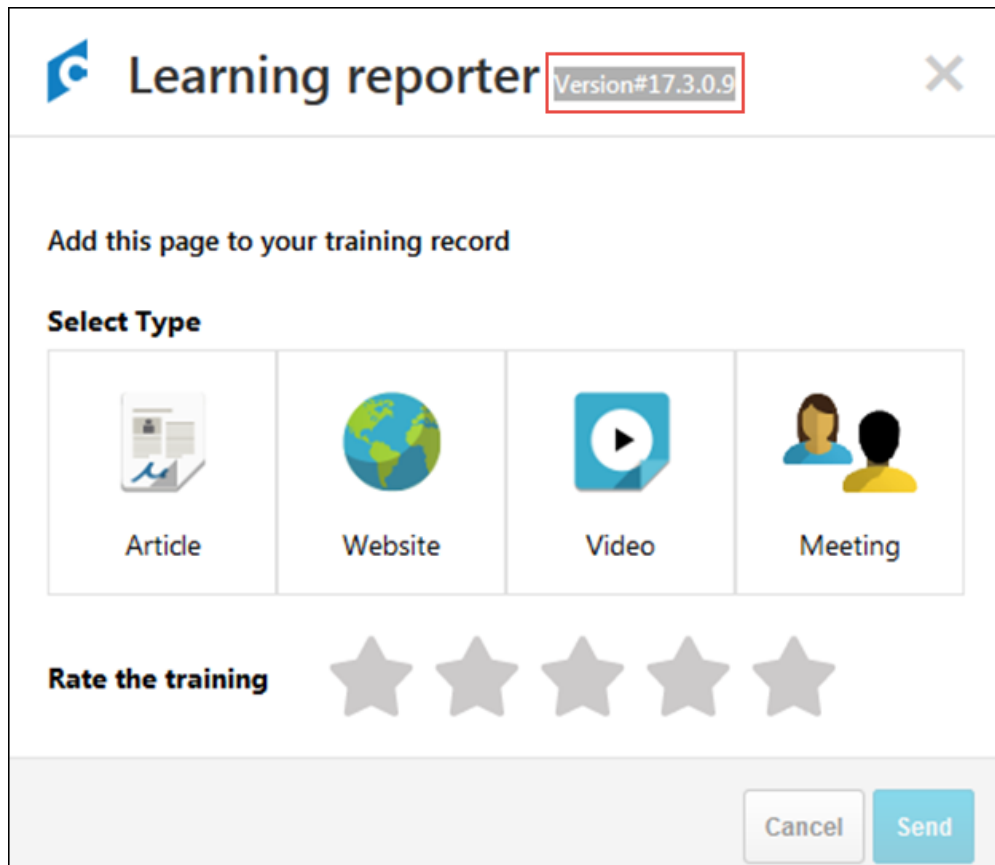 Learning reporter Version#17.3.0.9
Add this page to your training record
Select Type
Article Website Video Meeting
Rate the training
Cancel Send